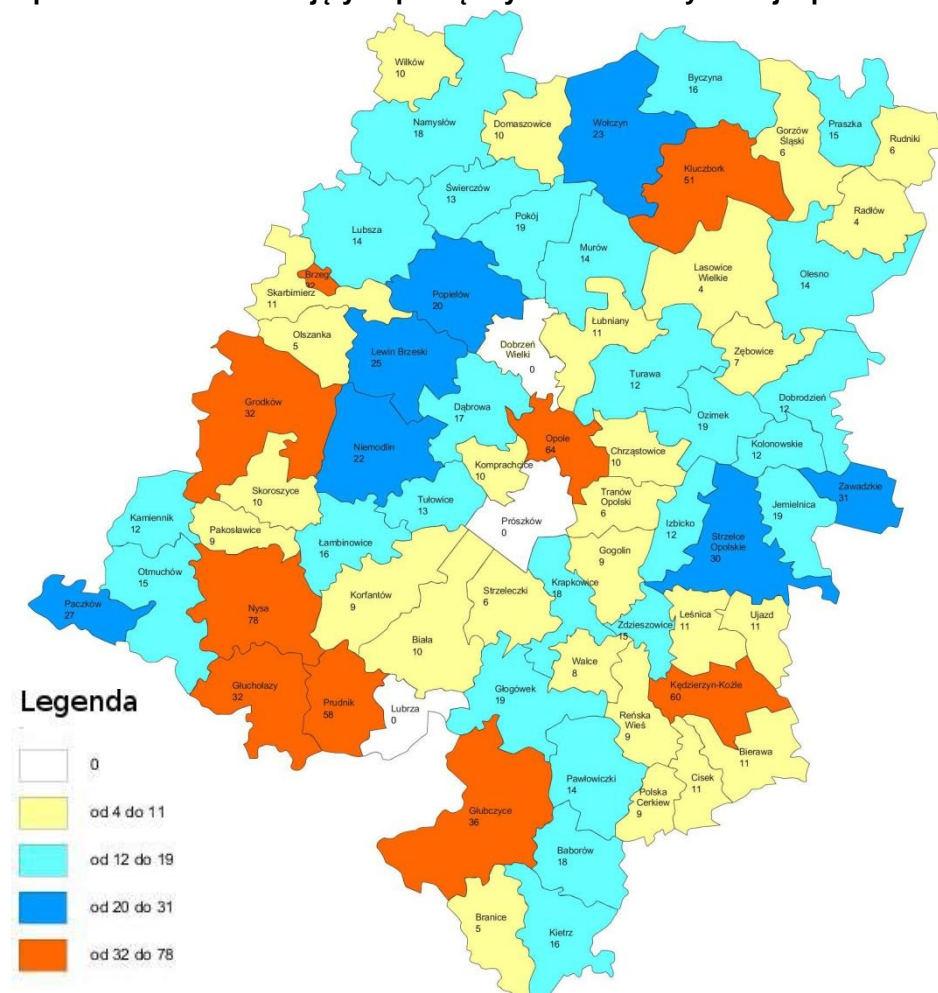 Wilków
10
Namysłów
18
Domaszowice
10
Wołczyn
23
Byczyna
16
Gorzów
Śląski
6
Praszka
15
Rudniki
6
Kluczbork
51
Radłów
4
Świerczów
13
Pokój
19
Lubsza
14
Murów
14
Lasowice
Wielkie
4
Olesno
14
Brzeg
32
Skarbimierz
11
Popielów
20
Olszanka
5
Lewin Brzeski
25
Dobrzeń
Wielki
0
Łubniany
11
Turawa
12
Zębowice
7
Dobrodzień
12
Grodków
32
Dąbrowa
17
Ozimek
19
Niemodlin
22
Opole
64
Chrząstowice
10
Kolonowskie
12
Komprachcice
10
Zawadzkie
31
Skoroszyce
10
Tułowice
13
Tranów
Opolski
6
Jemielnica
19
Kamiennik
12
Pakosławice
9
Łambinowice
16
Prószków
0
Izbicko
12
Strzelce
Opolskie
30
Otmuchów
15
Gogolin
9
Paczków
27
Nysa
78
Korfantów
9
Strzeleczki
6
Krapkowice
18
Zdzieszowice
15
Leśnica
11
Ujazd
11
Biała
10
Walce
8
Głuchołazy
32
Prudnik
58
Lubrza
0
Głogówek
19
Reńska
Wieś
9
Kędzierzyn-Koźle
60
Bierawa
11
Pawłowiczki
14
Polska
Cerkiew
9
Cisek
11
Głubczyce
36
Baborów
18
Branice
5
Kietrz
16
Legenda
0
od 4 do 11
od 12 do 19
od 20 do 31
od 32 do 78